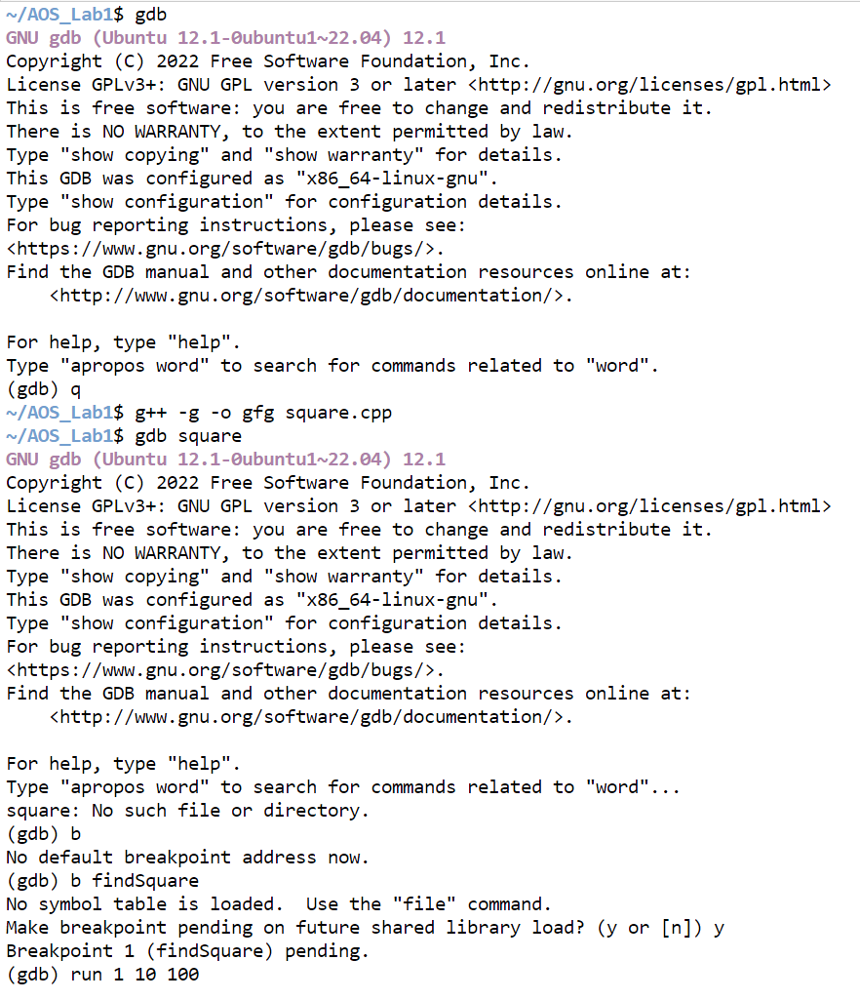 ~/AOS_Lab1$ gdb
GNU gdb (Ubuntu 12.1-0ubuntu1~22.04) 12.1
Copyright (C) 2022 Free Software Foundation, Inc.
License GPLv3+: GNU GPL version 3 or later <http://gnu.org/licenses/gpl.html>
This is free software: you are free to change and redistribute it.
There is NO WARRANTY, to the extent permitted by law.
Type "show copying" and "show warranty" for details.
This GDB was configured as "x86_64-linux-gnu".
Type "show configuration" for configuration details.
For bug reporting instructions, please see:
<https://www.gnu.org/software/gdb/bugs/>.
Find the GDB manual and other documentation resources online at:
    <http://www.gnu.org/software/gdb/documentation/>.

For help, type "help".
Type "apropos word" to search for commands related to "word".
(gdb) q
~/AOS_Lab1$ g++ -g -o gfg square.cpp
~/AOS_Lab1$ gdb square
GNU gdb (Ubuntu 12.1-0ubuntu1~22.04) 12.1
Copyright (C) 2022 Free Software Foundation, Inc.
License GPLv3+: GNU GPL version 3 or later <http://gnu.org/licenses/gpl.html>
This is free software: you are free to change and redistribute it.
There is NO WARRANTY, to the extent permitted by law.
Type "show copying" and "show warranty" for details.
This GDB was configured as "x86_64-linux-gnu".
Type "show configuration" for configuration details.
For bug reporting instructions, please see:
<https://www.gnu.org/software/gdb/bugs/>.
Find the GDB manual and other documentation resources online at:
    <http://www.gnu.org/software/gdb/documentation/>.

For help, type "help".
Type "apropos word" to search for commands related to "word"...
square: No such file or directory.
(gdb) b
No default breakpoint address now.
(gdb) b findSquare
No symbol table is loaded.  Use the "file" command.
Make breakpoint pending on future shared library load? (y or [n]) y
Breakpoint 1 (findSquare) pending.
(gdb) run 1 10 100